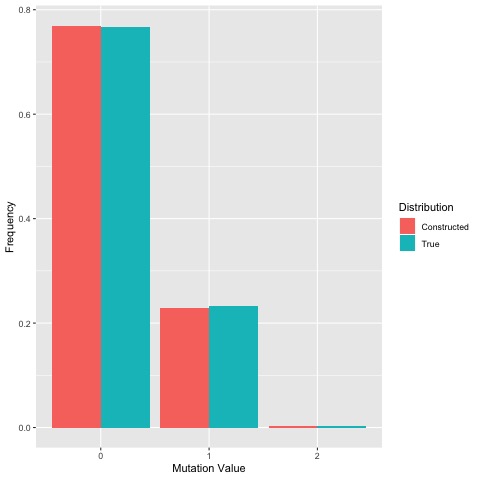 0.8
0.6
0.4
0.2
0.0
Frequency
0 1 2
Mutation Value
Distribution
Constructed
True